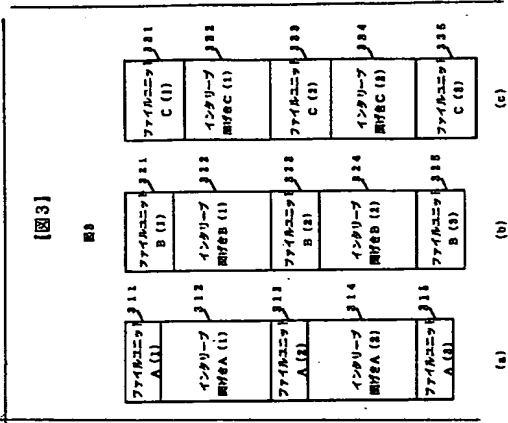 【図3】
図3
311
ファイルユニット
A (1)
312
インタリーブ
間げきA (1)
313
ファイルユニット
A (2)
314
インタリーブ
間げきA (2)
315
ファイルユニット
A (3)
(a)
321
ファイルユニット
B (1)
322
インタリーブ
間げきB (1)
323
ファイルユニット
B (2)
324
インタリーブ
間げきB (2)
325
ファイルユニット
B (3)
(b)
331
ファイルユニット
C (1)
332
インタリーブ
間げきC (1)
333
ファイルユニット
C (2)
334
インタリーブ
間げきC (2)
335
ファイルユニット
C (3)
(c)